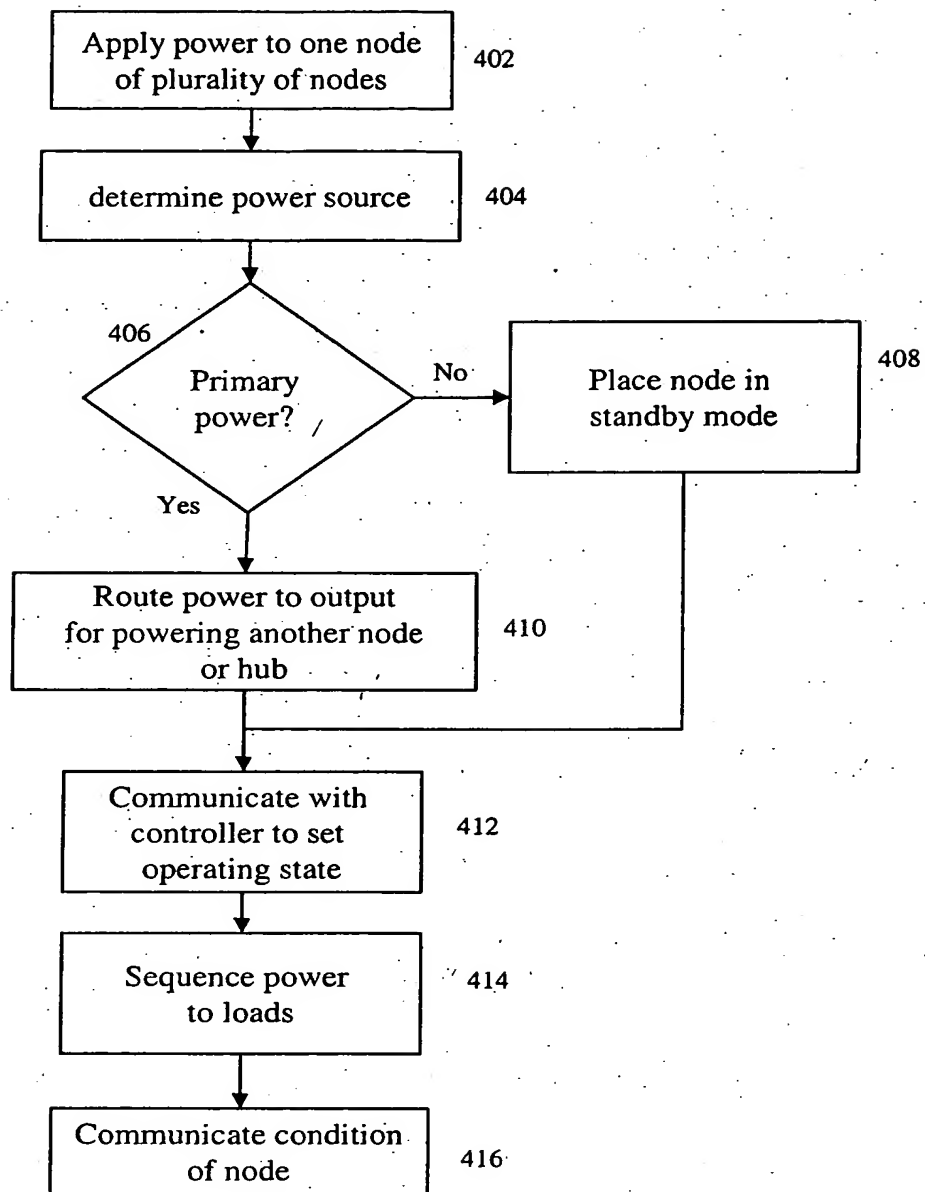 Apply power to one node
of plurality of nodes
402
determine power source
404
406
Primary
power?
No
Place node in
standby mode
408
Yes
Route power to output
for powering another node
or hub
410
Communicate with
controller to set
operating state
412
Sequence power
to loads
414
Communicate condition
of node
416